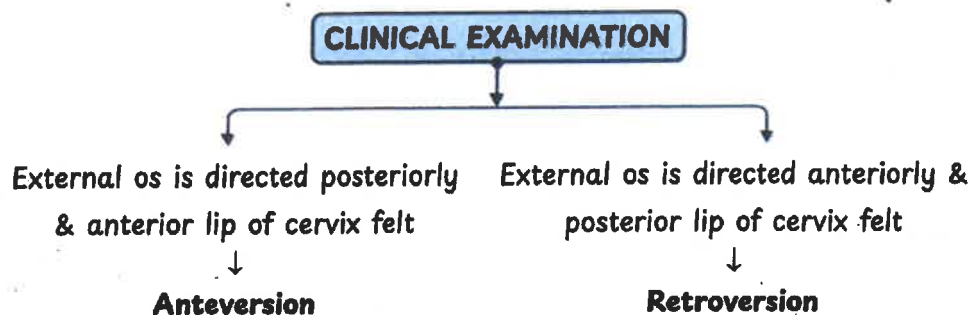 CLINICAL EXAMINATION
External os is directed posteriorly
& anterior lip of cervix felt
↓
Anteversion
External os is directed anteriorly &
posterior lip of cervix felt
↓
Retroversion